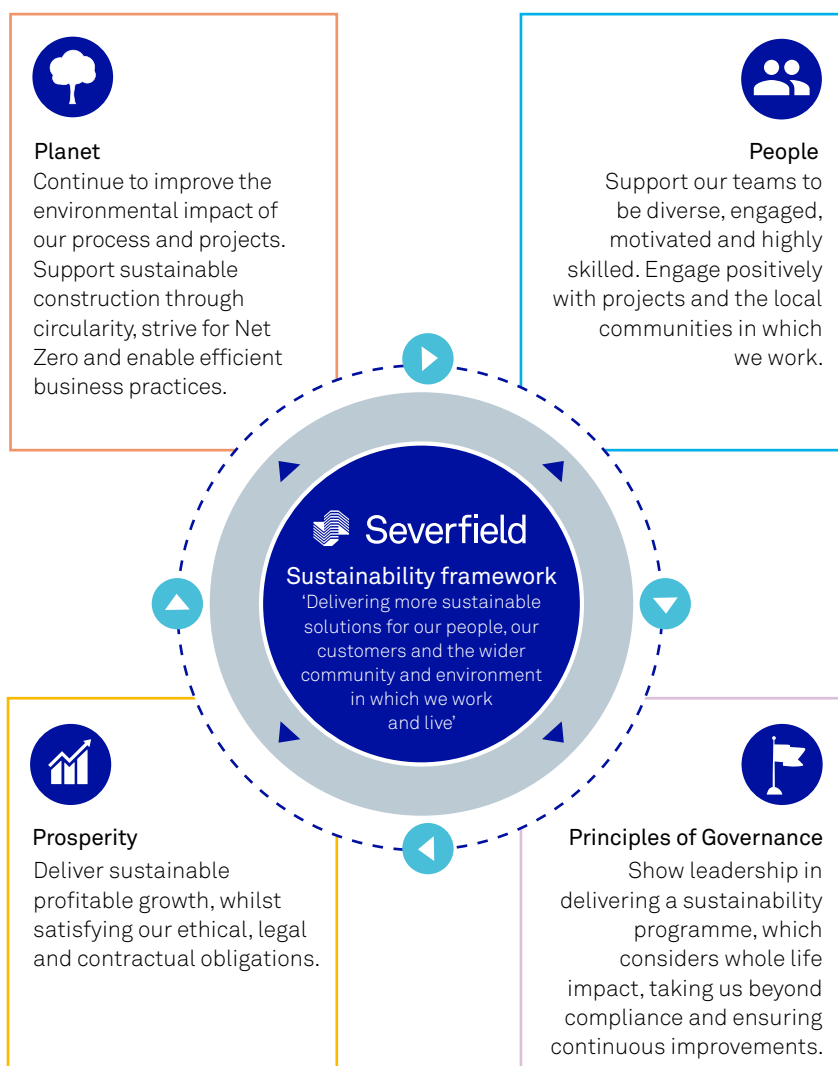 Planet
Continue to improve the
environmental impact of
our process and projects.
Support sustainable
construction through
circularity, strive for Net
Zero and enable efficient
business practices.
People
Support our teams to
be diverse, engaged,
motivated and highly
skilled. Engage positively
with projects and the local
communities in which
we work.
Severfield
Sustainability framework
‘Delivering more sustainable
solutions for our people, our
customers and the wider
community and environment
in which we work
and live’
Prosperity
Deliver sustainable
profitable growth, whilst
satisfying our ethical, legal
and contractual obligations.
Principles of Governance
Show leadership in
delivering a sustainability
programme, which
considers whole life
impact, taking us beyond
compliance and ensuring
continuous improvements.